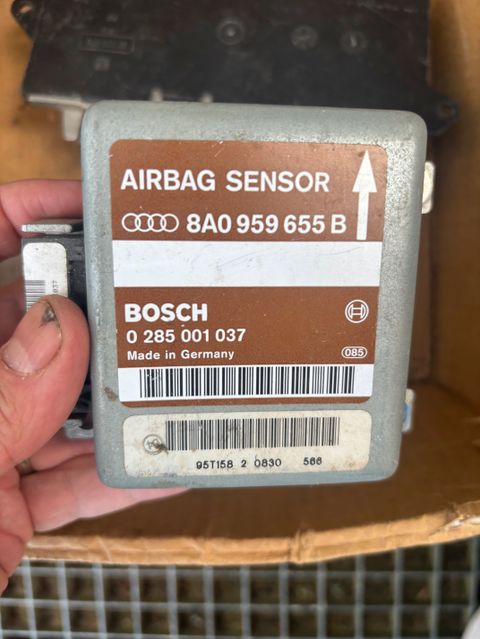 AIRBAG SENSOR
8A0 959 655 B
BOSCH
0 285 001 037
Made in Germany
085
95T158 2 0830 566